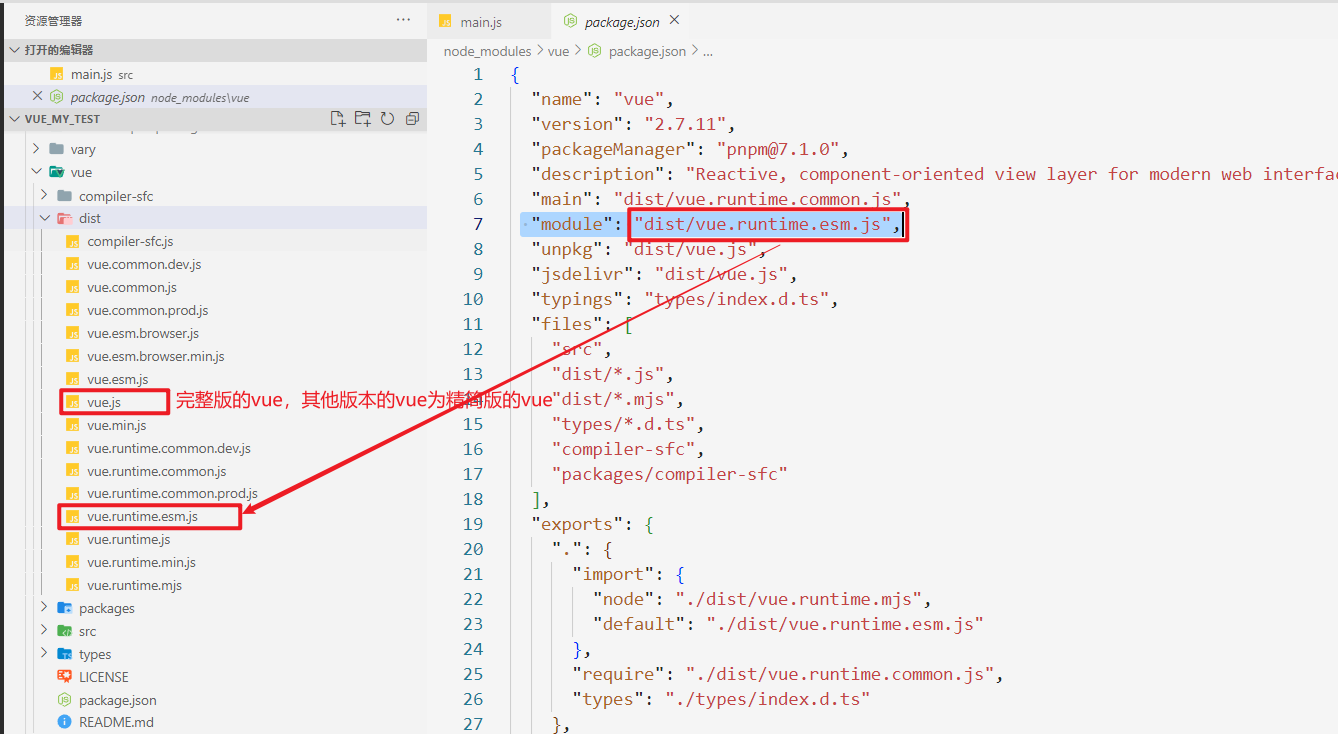 资源管理器
打开的编辑器
main.js src
package.json node_modules\vue
VUE_MY_TEST
vary
vue
compiler-sfc
dist
compiler-sfc.js
vue.common.dev.js
vue.common.js
vue.common.prod.js
vue.esm.browser.js
vue.esm.browser.min.js
vue.esm.js
vue.js
完整版的vue，其他版本的vue为精简版的vue
vue.min.js
vue.runtime.common.dev.js
vue.runtime.common.js
vue.runtime.common.prod.js
vue.runtime.esm.js
vue.runtime.js
vue.runtime.min.js
vue.runtime.mjs
packages
src
types
LICENSE
package.json
README.md
main.js
package.json
node_modules > vue > package.json > ...
1 {
2 "name": "vue",
3 "version": "2.7.11",
4 "packageManager": "pnpm@7.1.0",
5 "description": "Reactive, component-oriented view layer for modern web interfac
6 "main": "dist/vue.runtime.common.js",
7 "module": "dist/vue.runtime.esm.js",
8 "unpkg": "dist/vue.js",
9 "jsdelivr": "dist/vue.js",
10 "typings": "types/index.d.ts",
11 "files": [
12 "src",
13 "dist/*.js",
14 "dist/*.mjs",
15 "types/*.d.ts",
16 "compiler-sfc",
17 "packages/compiler-sfc"
18 ],
19 "exports": {
20 ".": {
21 "import": {
22 "node": "./dist/vue.runtime.mjs",
23 "default": "./dist/vue.runtime.esm.js"
24 },
25 "require": "./dist/vue.runtime.common.js",
26 "types": "./types/index.d.ts"
27 },